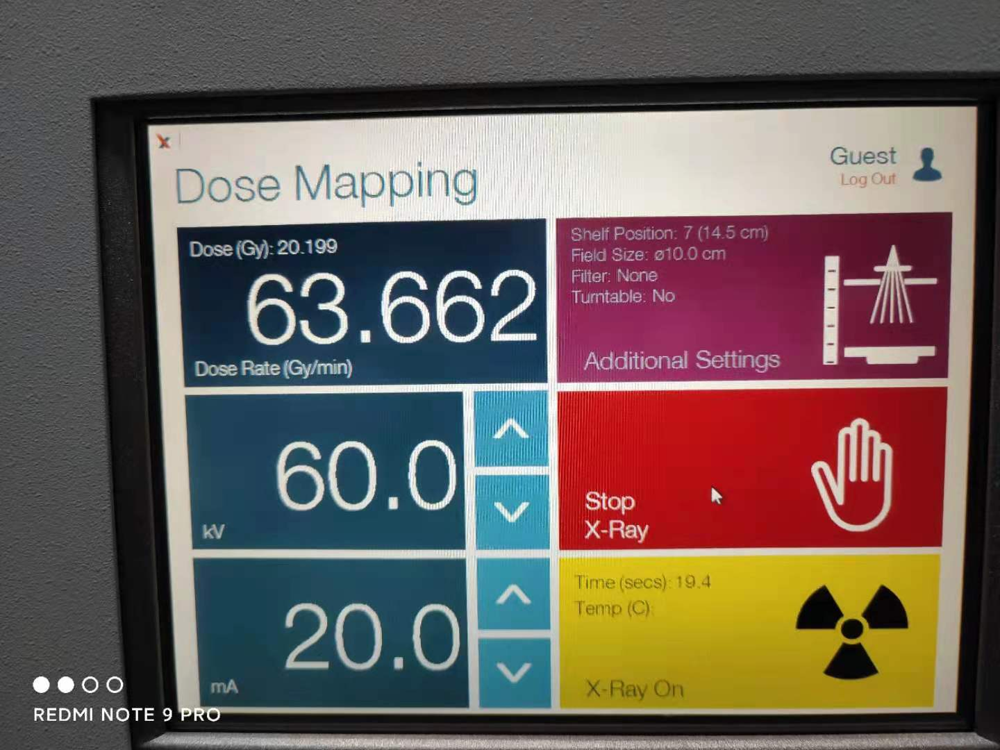 Guest
Log Out
Dose Mapping
Dose (Gy): 20.199
63.662
Dose Rate (Gy/min)
Shelf Position: 7 (14.5 cm)
Field Size: ø10.0 cm
Filter: None
Turntable: No
Additional Settings
60.0
kV
Stop
X-Ray
20.0
mA
Time (secs): 19.4
Temp (C):
X-Ray On
REDMI NOTE 9 PRO